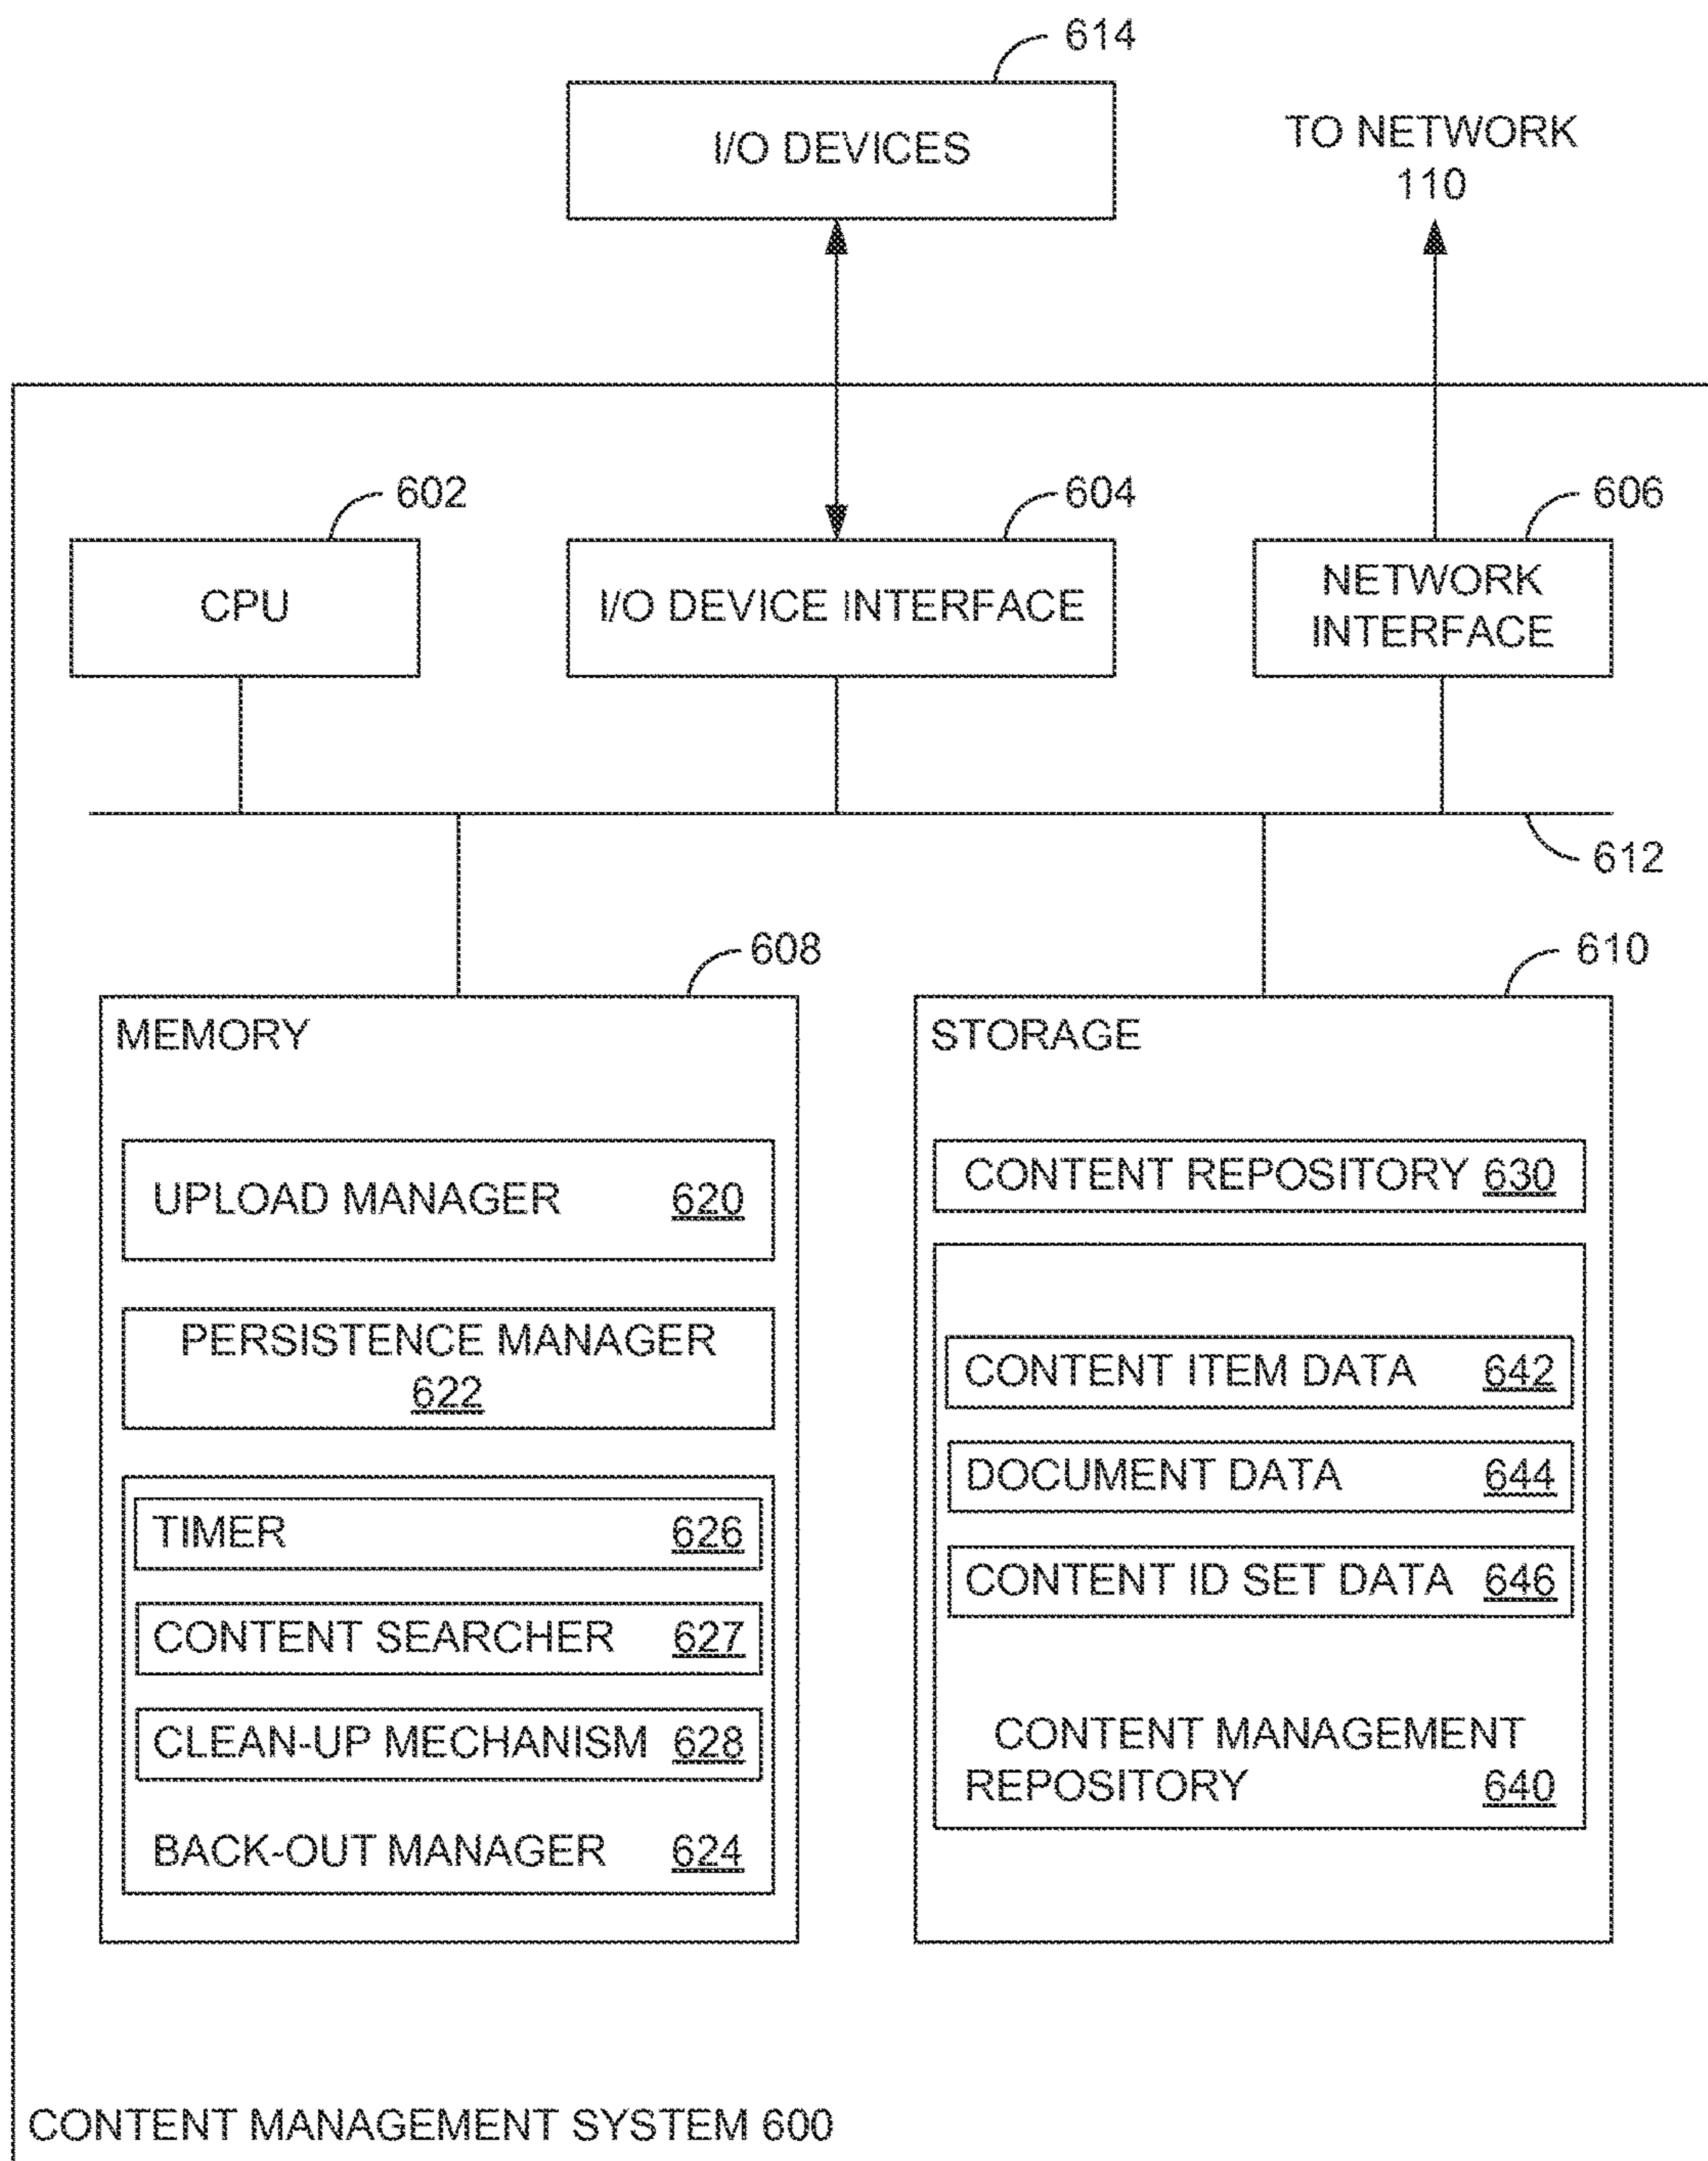 614
I/O DEVICES
TO NETWORK
110
602
604
606
CPU
I/O DEVICE INTERFACE
NETWORK
INTERFACE
612
608
610
MEMORY
UPLOAD MANAGER 620
PERSISTENCE MANAGER
622
TIMER 626
CONTENT SEARCHER 627
CLEAN-UP MECHANISM 628
BACK-OUT MANAGER 624
STORAGE
CONTENT REPOSITORY 630
CONTENT ITEM DATA 642
DOCUMENT DATA 644
CONTENT ID SET DATA 646
CONTENT MANAGEMENT
REPOSITORY 640
CONTENT MANAGEMENT SYSTEM 600